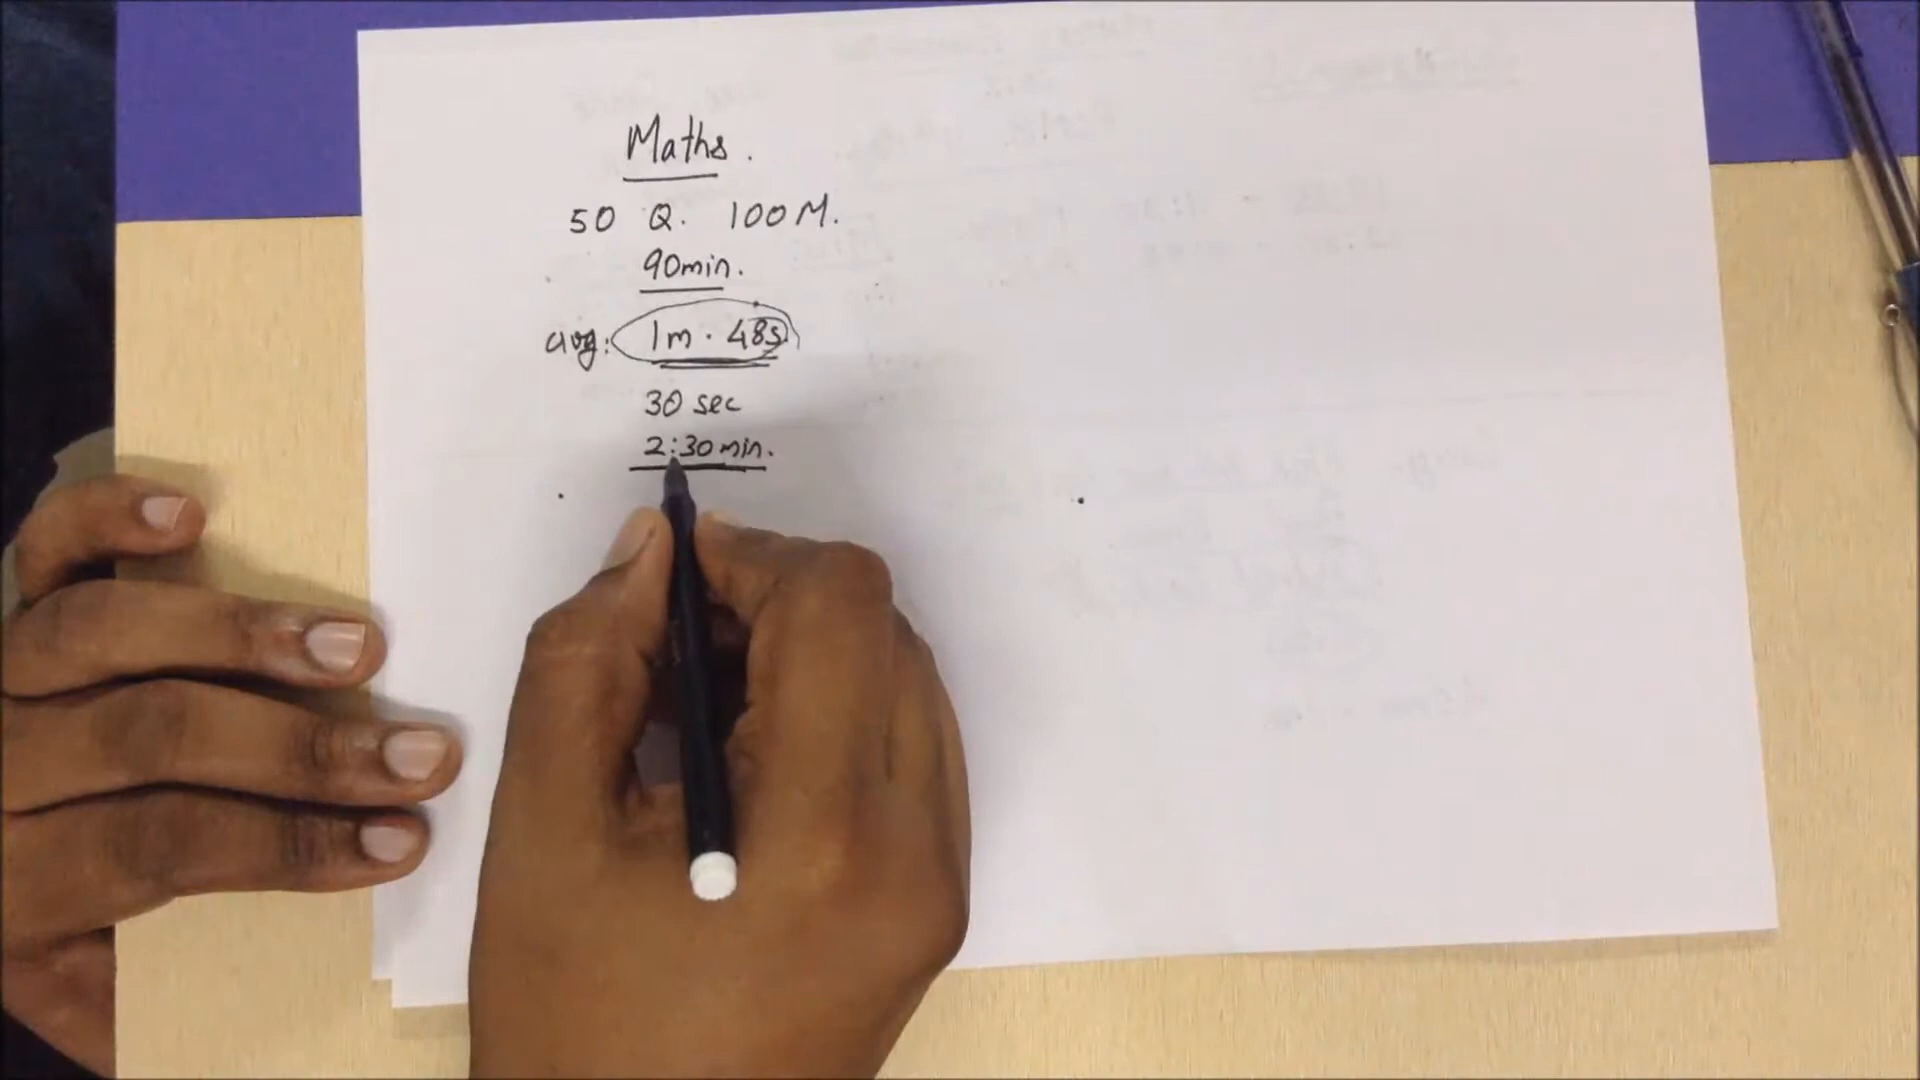 Maths.
50 Q. 100 M.
90min.
avg: 1m. 48s
30 sec
2:30 min.